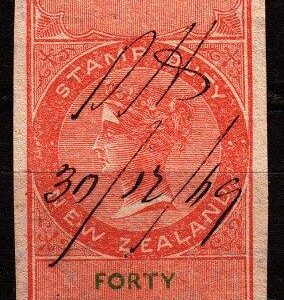 STAMP DUTY
30/12/69
NEW ZEALAND
FORTY